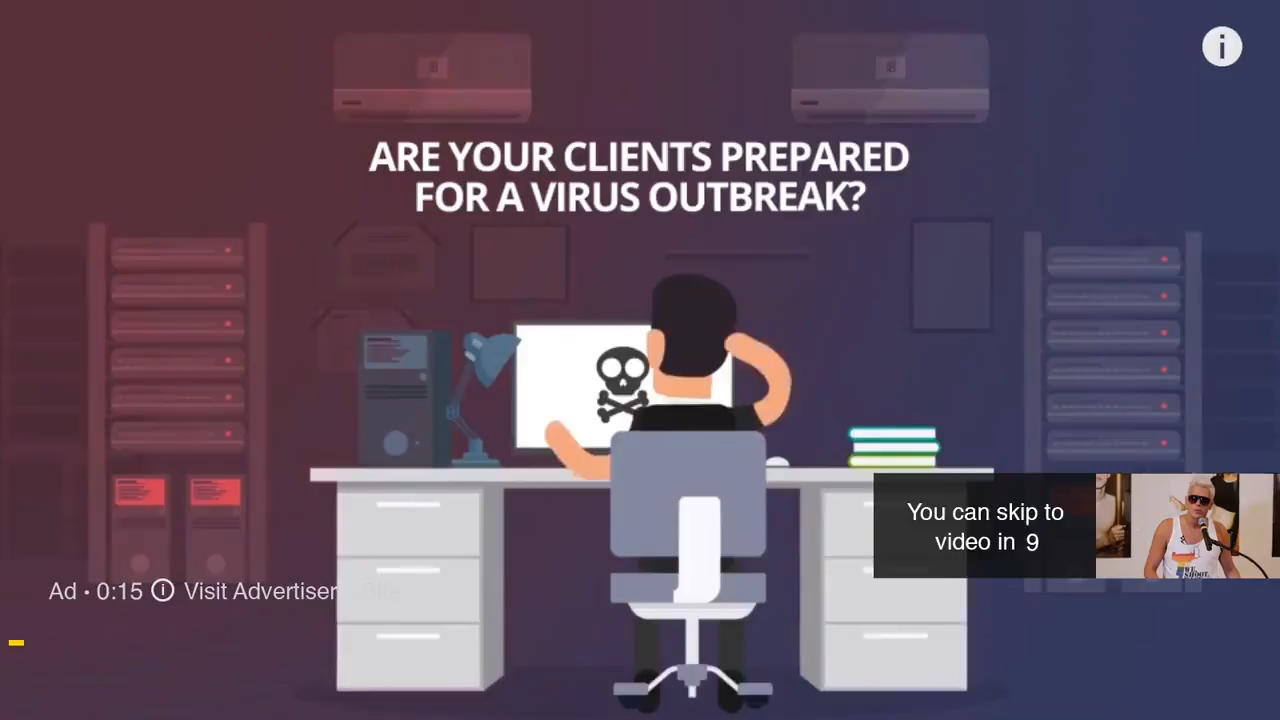 ARE YOUR CLIENTS PREPARED
FOR A VIRUS OUTBREAK?
You can skip to
video in 9
Ad • 0:15 Visit Advertiser